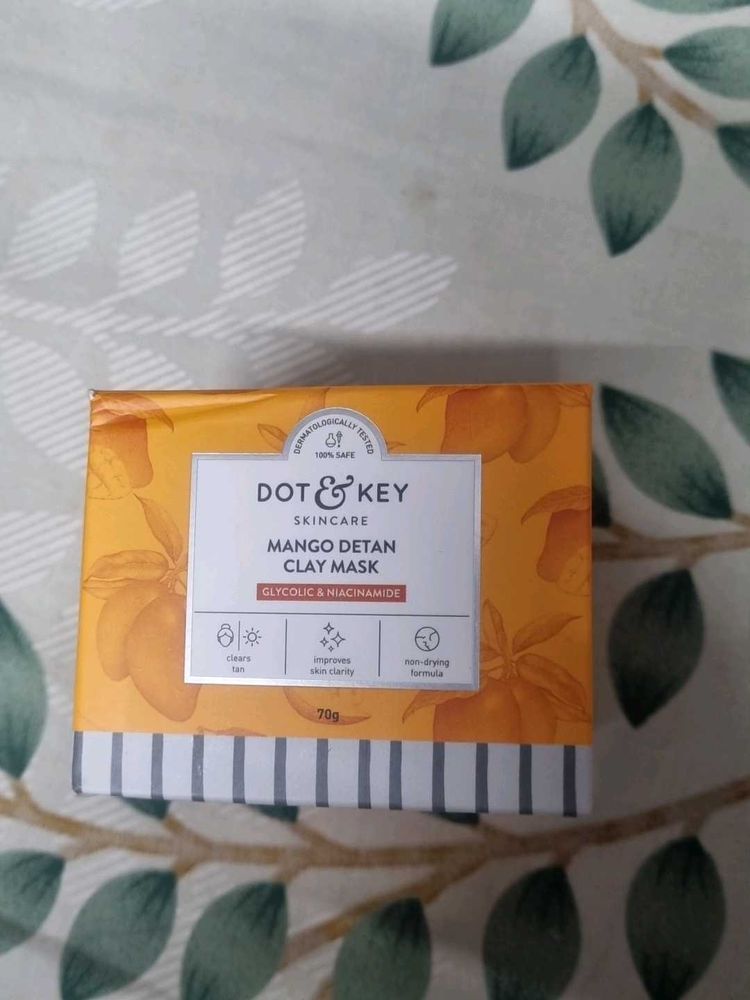 DERMATOLOGICALLY TESTED
100% SAFE
DOT & KEY
SKINCARE
MANGO DETAN
CLAY MASK
GLYCOLIC & NIACINAMIDE
clears
tan
improves
skin clarity
non-drying
formula
70g